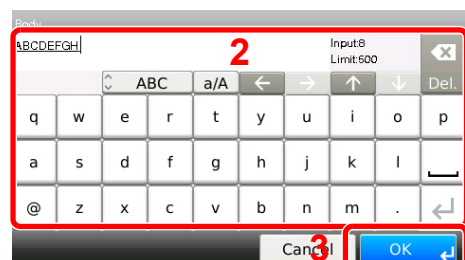 Body
ABCDEFGH
2
Input:8
Limit:500
ABC a/A ← → ↑ ↓ Del.
q w e r t y u i o p
a s d f g h j k l
@ z x c v b n m .
Cancel 3 OK